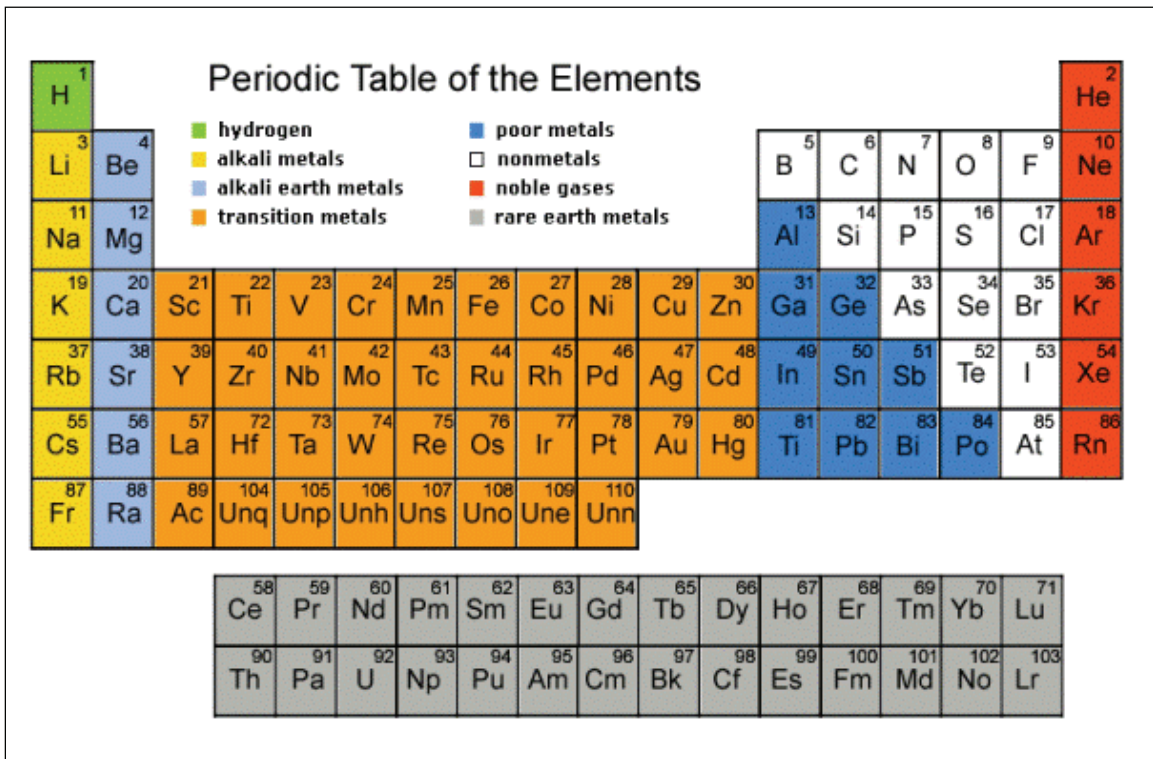 Periodic Table of the Elements
hydrogen
alkali metals
alkali earth metals
transition metals
poor metals
nonmetals
noble gases
rare earth metals
1 H 2 He
3 Li 4 Be 5 B 6 C 7 N 8 O 9 F 10 Ne
11 Na 12 Mg 13 Al 14 Si 15 P 16 S 17 Cl 18 Ar
19 K 20 Ca 21 Sc 22 Ti 23 V 24 Cr 25 Mn 26 Fe 27 Co 28 Ni 29 Cu 30 Zn 31 Ga 32 Ge 33 As 34 Se 35 Br 36 Kr
37 Rb 38 Sr 39 Y 40 Zr 41 Nb 42 Mo 43 Tc 44 Ru 45 Rh 46 Pd 47 Ag 48 Cd 49 In 50 Sn 51 Sb 52 Te 53 I 54 Xe
55 Cs 56 Ba 57 La 72 Hf 73 Ta 74 W 75 Re 76 Os 77 Ir 78 Pt 79 Au 80 Hg 81 Ti 82 Pb 83 Bi 84 Po 85 At 86 Rn
87 Fr 88 Ra 89 Ac 104 Unq 105 Unp 106 Unh 107 Uns 108 Uno 109 Une 110 Unn
58 Ce 59 Pr 60 Nd 61 Pm 62 Sm 63 Eu 64 Gd 65 Tb 66 Dy 67 Ho 68 Er 69 Tm 70 Yb 71 Lu
90 Th 91 Pa 92 U 93 Np 94 Pu 95 Am 96 Cm 97 Bk 98 Cf 99 Es 100 Fm 101 Md 102 No 103 Lr